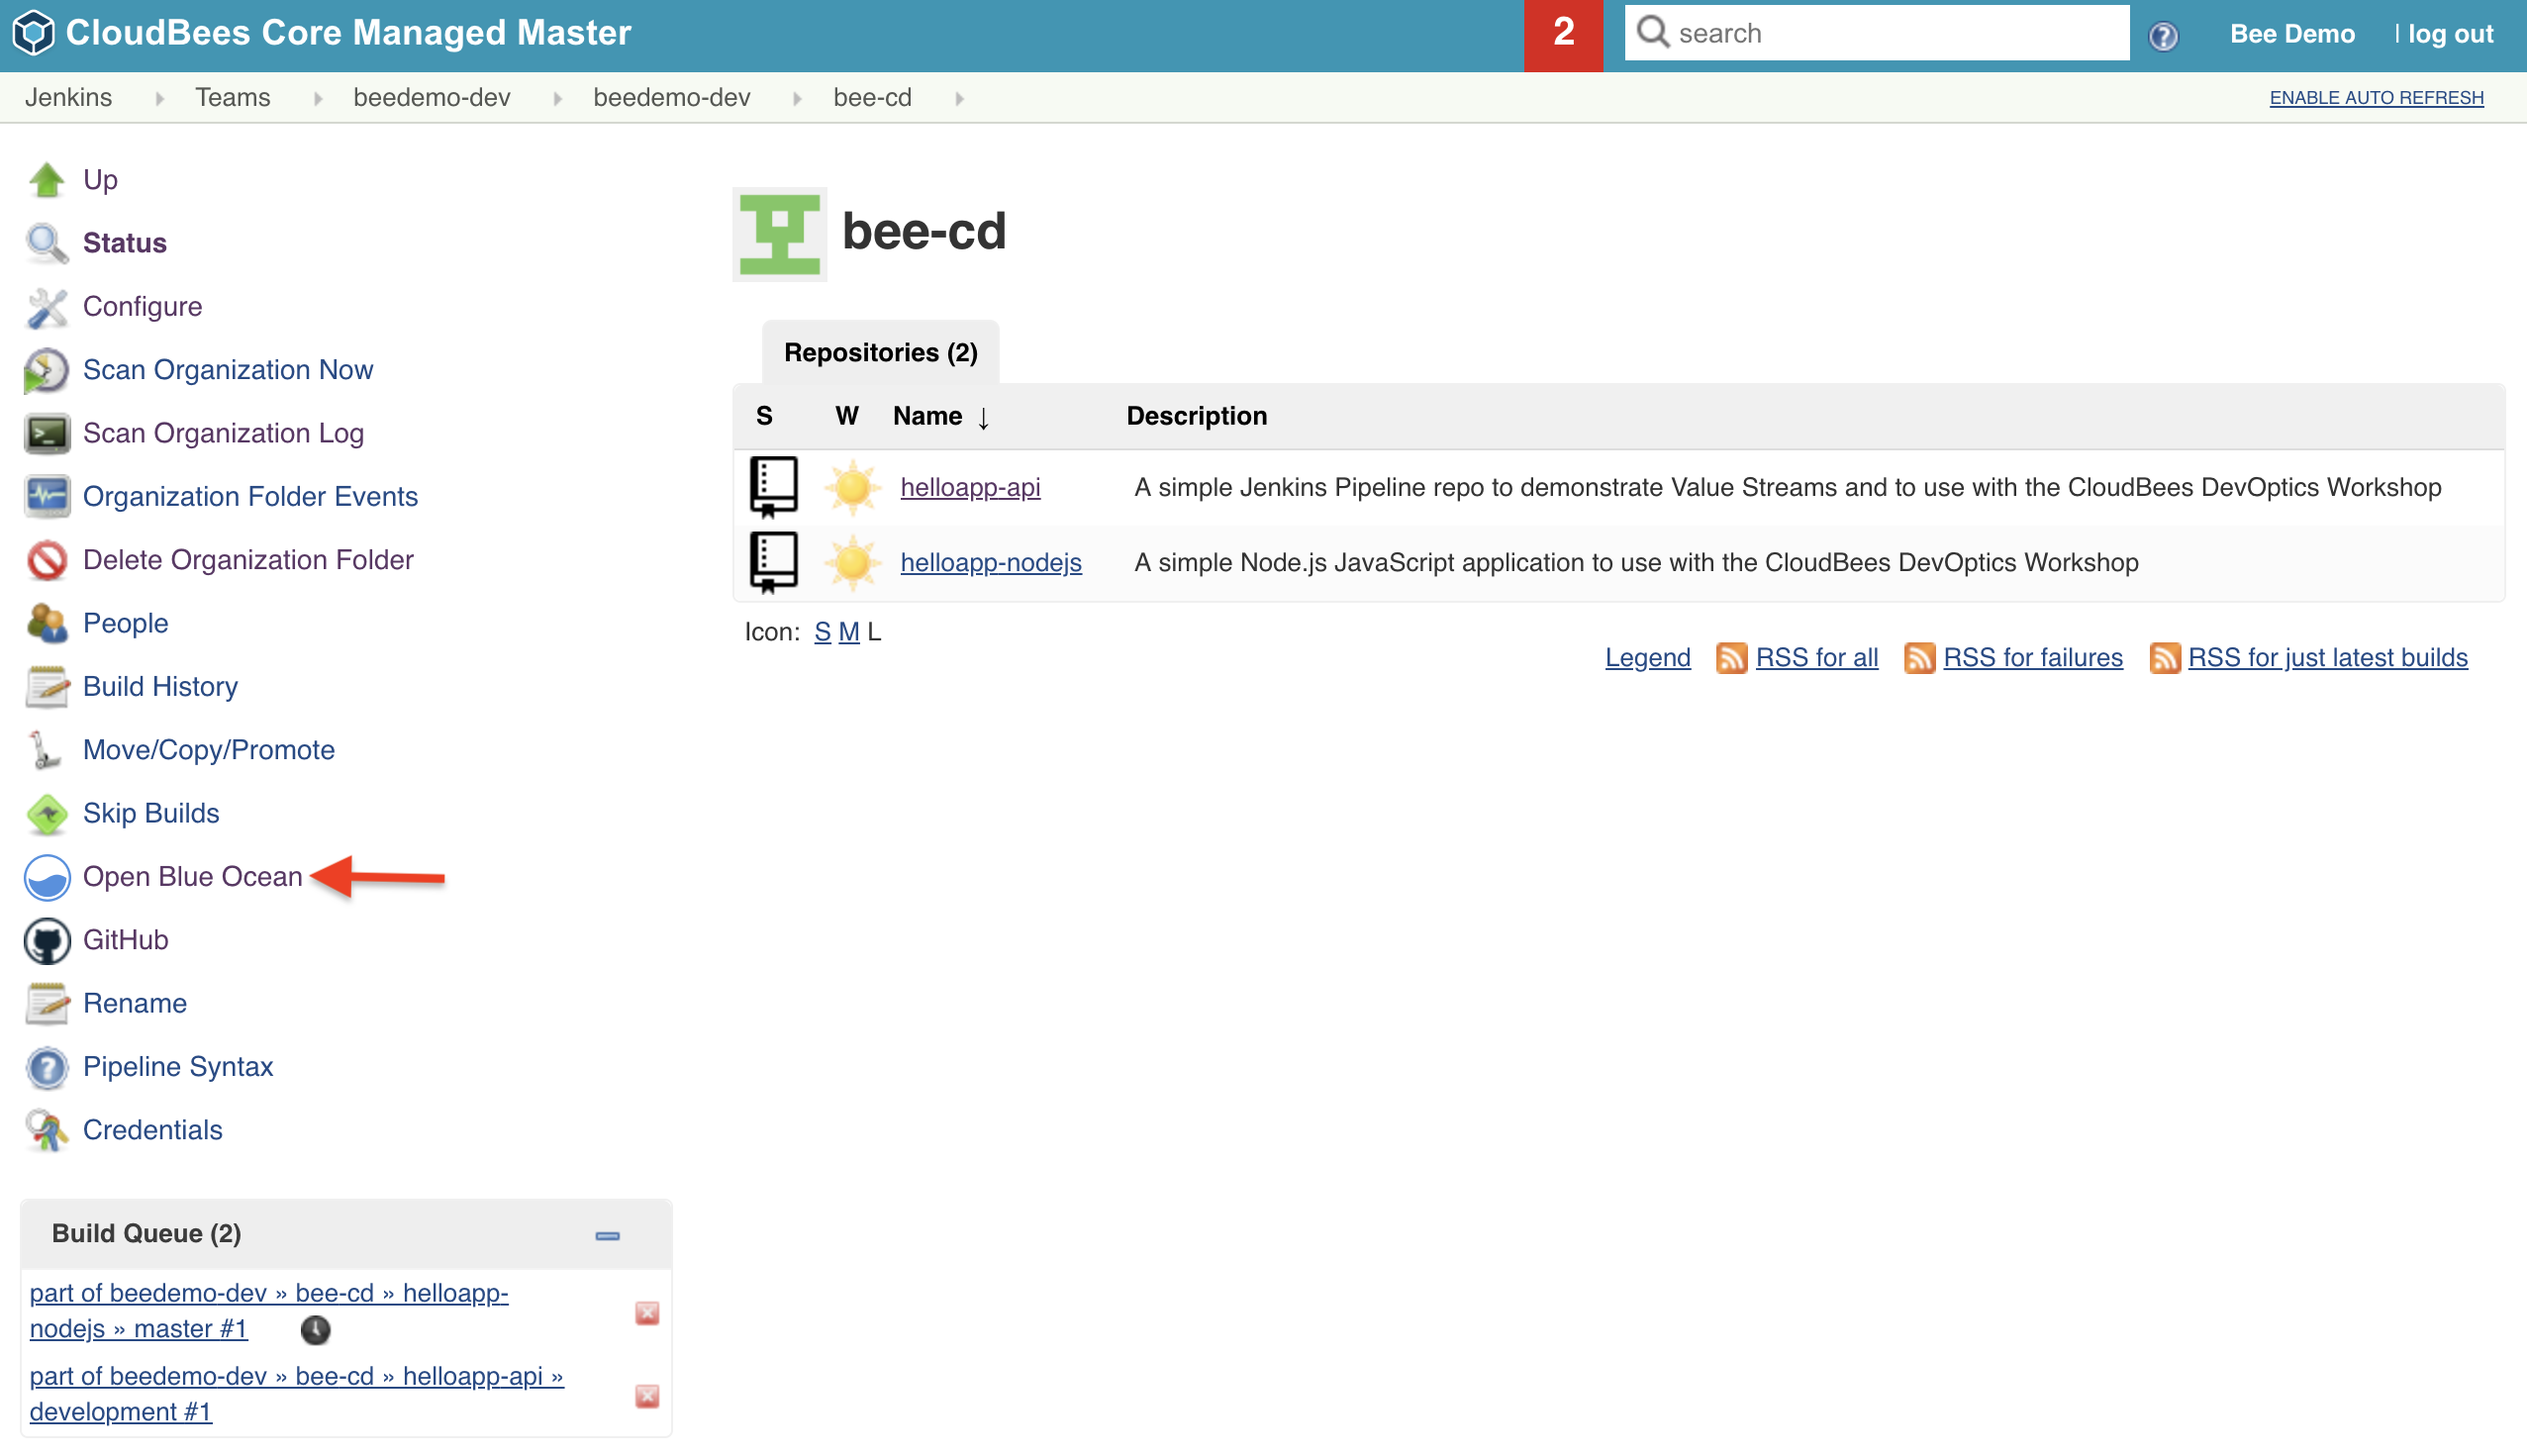 CloudBees Core Managed Master
2
search
Bee Demo | log out
Jenkins Teams beedemo-dev beedemo-dev bee-cd
ENABLE AUTO REFRESH
Up
Status
Configure
Scan Organization Now
Scan Organization Log
Organization Folder Events
Delete Organization Folder
People
Build History
Move/Copy/Promote
Skip Builds
Open Blue Ocean
GitHub
Rename
Pipeline Syntax
Credentials
Build Queue (2)
part of beedemo-dev » bee-cd » helloapp-
nodejs » master #1
part of beedemo-dev » bee-cd » helloapp-api »
development #1
bee-cd
Repositories (2)
S W Name ↓ Description
helloapp-api A simple Jenkins Pipeline repo to demonstrate Value Streams and to use with the CloudBees DevOptics Workshop
helloapp-nodejs A simple Node.js JavaScript application to use with the CloudBees DevOptics Workshop
Icon: S M L
Legend RSS for all RSS for failures RSS for just latest builds